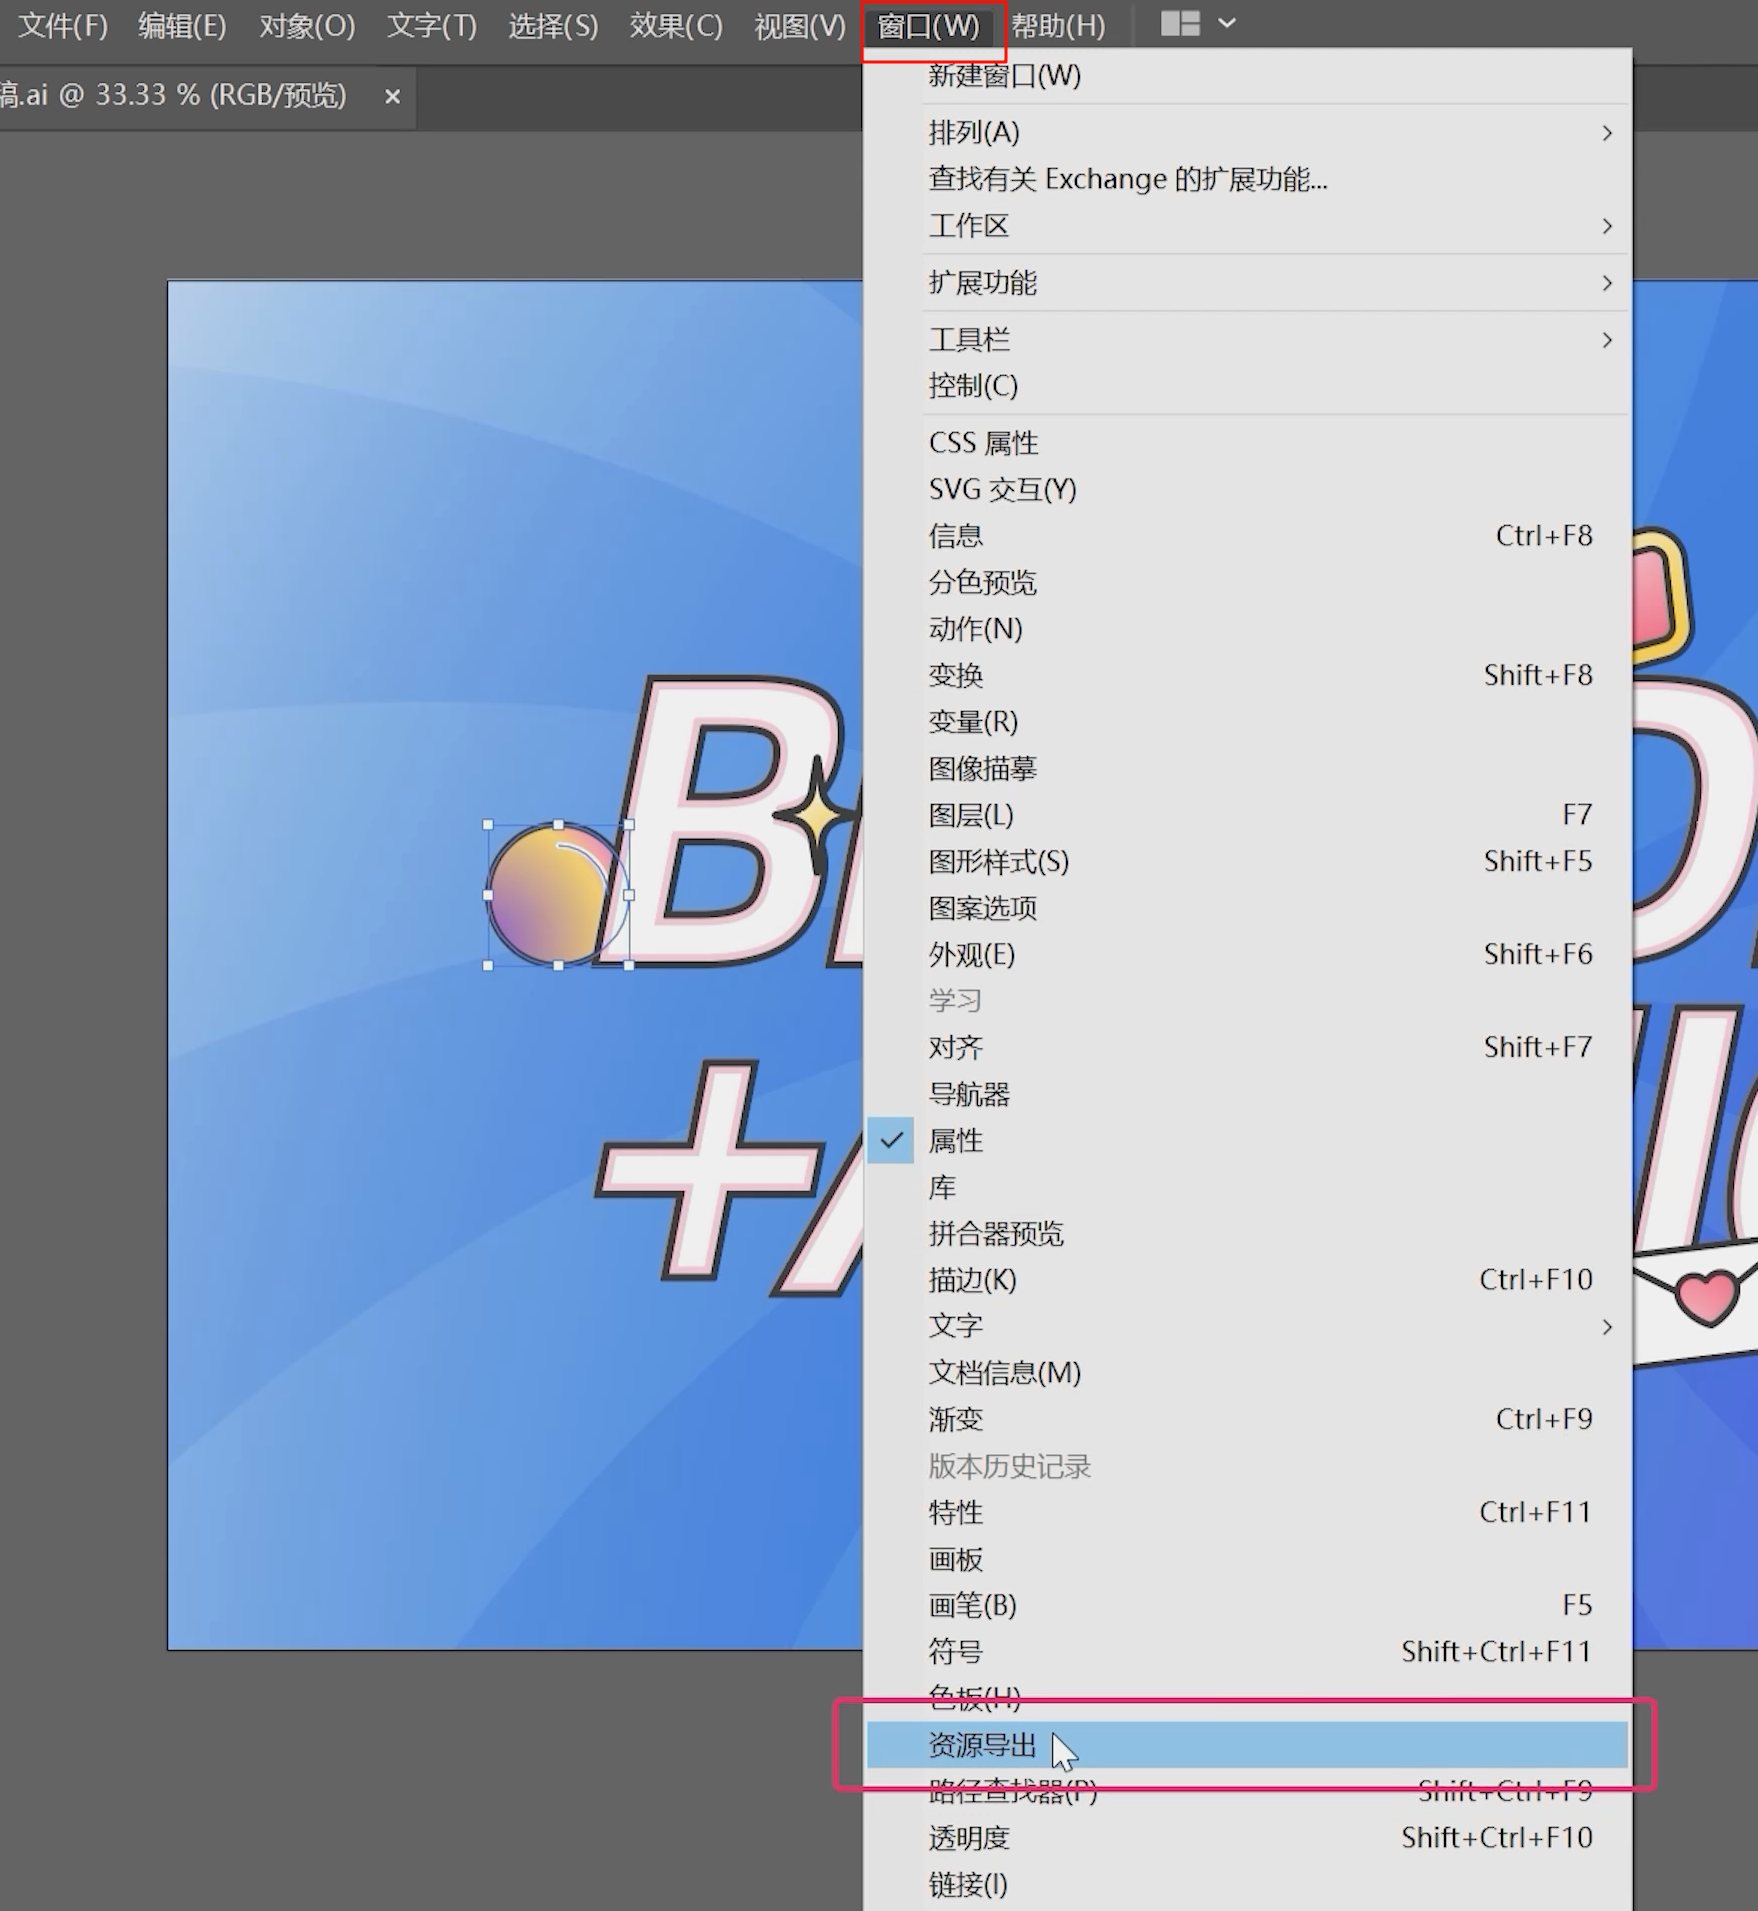 文件(F) 编辑(E) 对象(O) 文字(T) 选择(S) 效果(C) 视图(V) 窗口(W) 帮助(H)
稿.ai @ 33.33 % (RGB/预览) ×
新建窗口(W)
排列(A)
查找有关 Exchange 的扩展功能...
工作区
扩展功能
工具栏
控制(C)
CSS 属性
SVG 交互(Y)
信息 Ctrl+F8
分色预览
动作(N)
变换 Shift+F8
变量(R)
图像描摹
图层(L) F7
图形样式(S) Shift+F5
图案选项
外观(E) Shift+F6
学习
对齐 Shift+F7
导航器
属性
库
拼合器预览
描边(K) Ctrl+F10
文字
文档信息(M)
渐变 Ctrl+F9
版本历史记录
特性 Ctrl+F11
画板
画笔(B) F5
符号 Shift+Ctrl+F11
色板(H)
资源导出
路径查找器(P) Shift+Ctrl+F9
透明度 Shift+Ctrl+F10
链接(I)
B
+